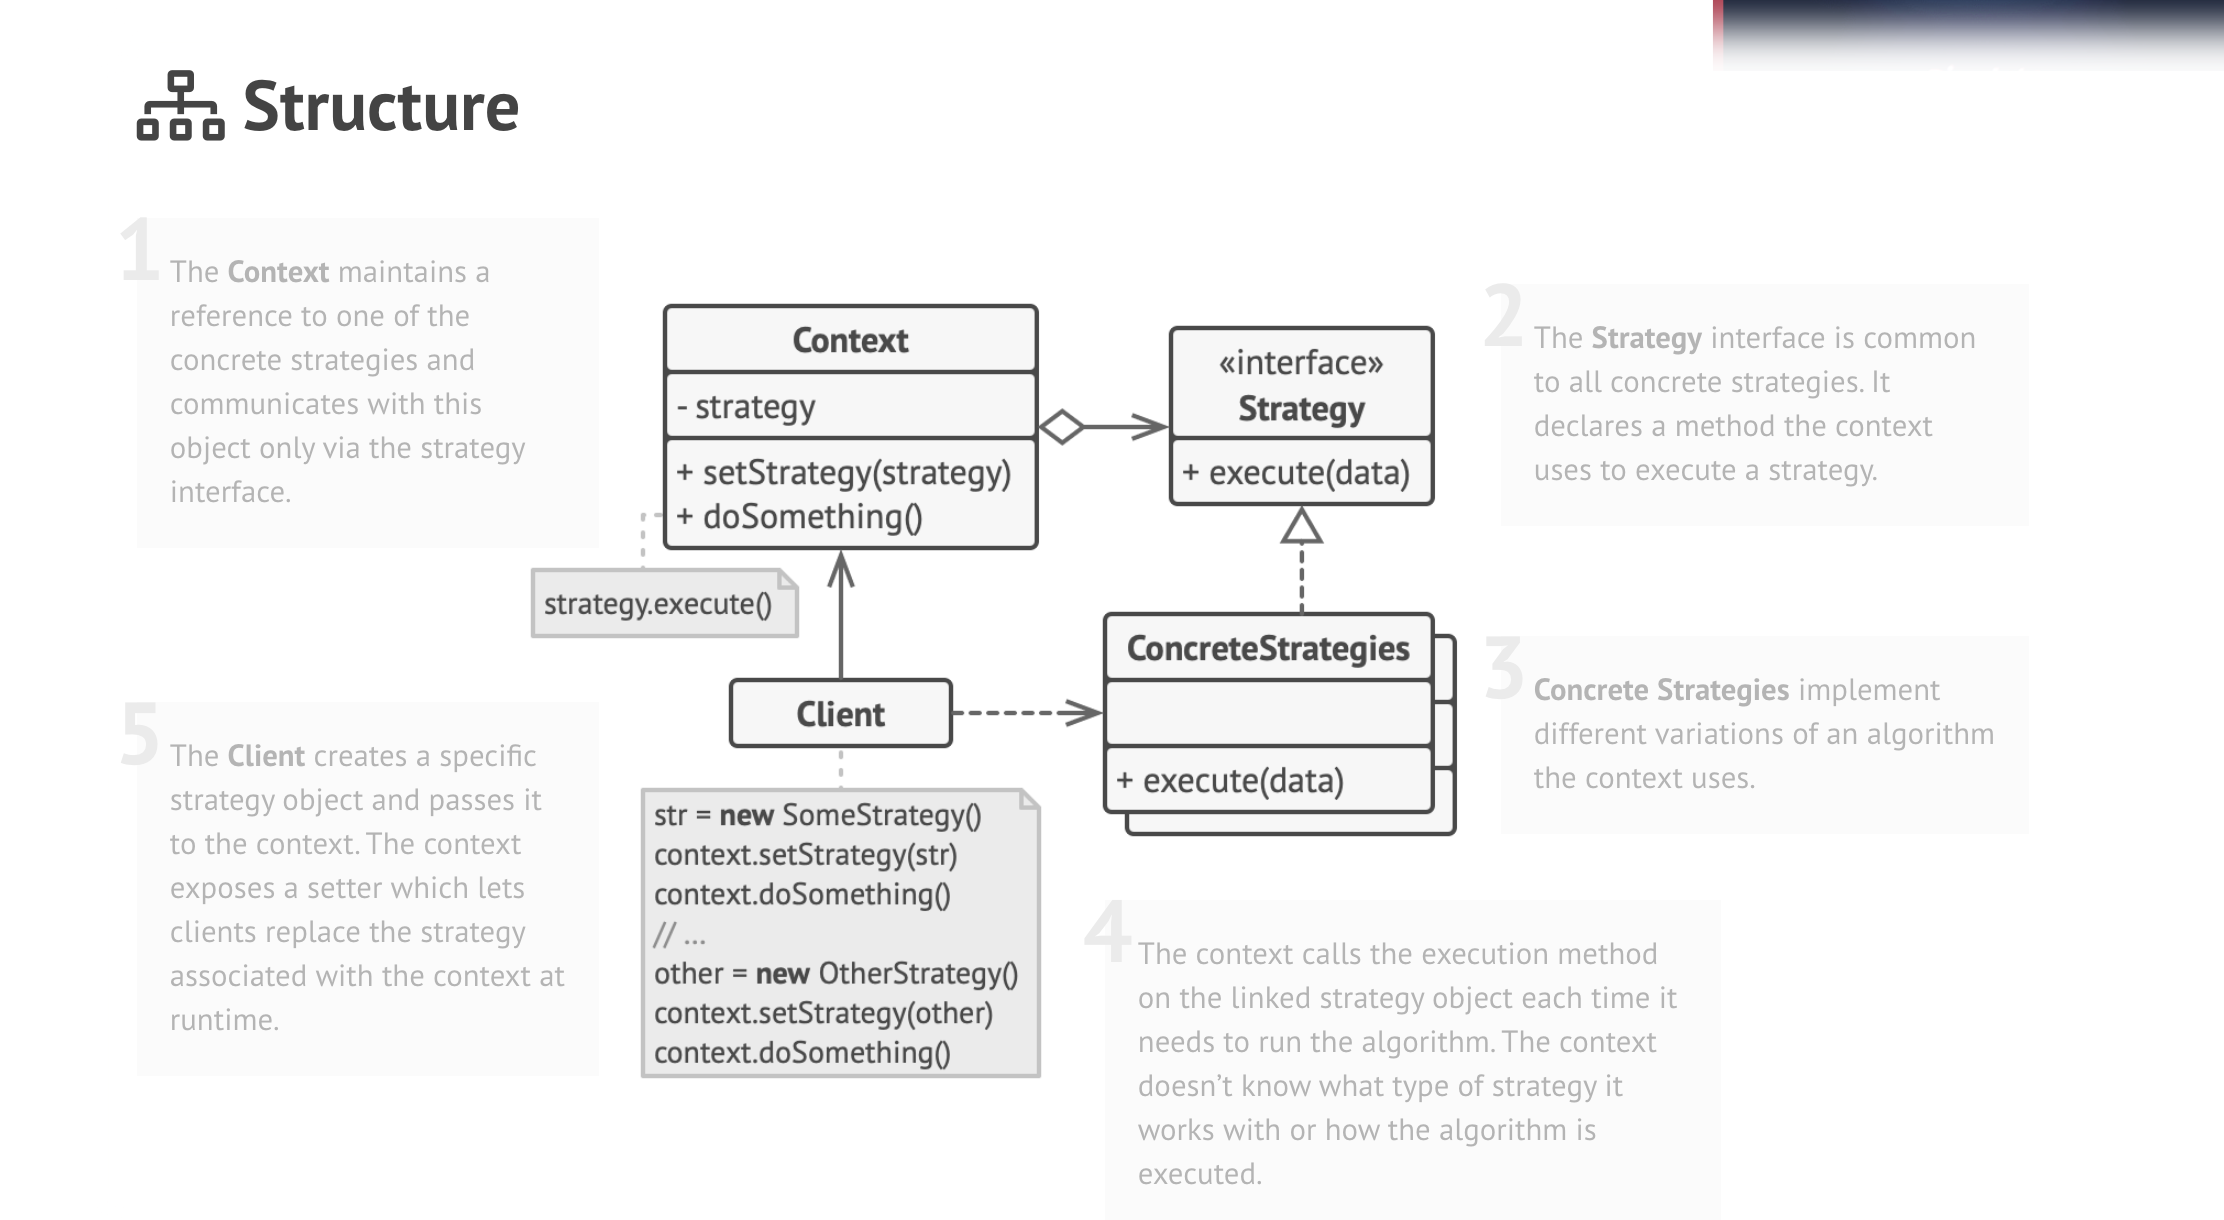 Structure
1
The Context maintains a
reference to one of the
concrete strategies and
communicates with this
object only via the strategy
interface.
Context
- strategy
+ setStrategy(strategy)
+ doSomething()
strategy.execute()
«interface»
Strategy
+ execute(data)
2
The Strategy interface is common
to all concrete strategies. It
declares a method the context
uses to execute a strategy.
ConcreteStrategies
+ execute(data)
3
Concrete Strategies implement
different variations of an algorithm
the context uses.
Client
str = new SomeStrategy()
context.setStrategy(str)
context.doSomething()
// ...
other = new OtherStrategy()
context.setStrategy(other)
context.doSomething()
4
The context calls the execution method
on the linked strategy object each time it
needs to run the algorithm. The context
doesn’t know what type of strategy it
works with or how the algorithm is
executed.
5
The Client creates a specific
strategy object and passes it
to the context. The context
exposes a setter which lets
clients replace the strategy
associated with the context at
runtime.